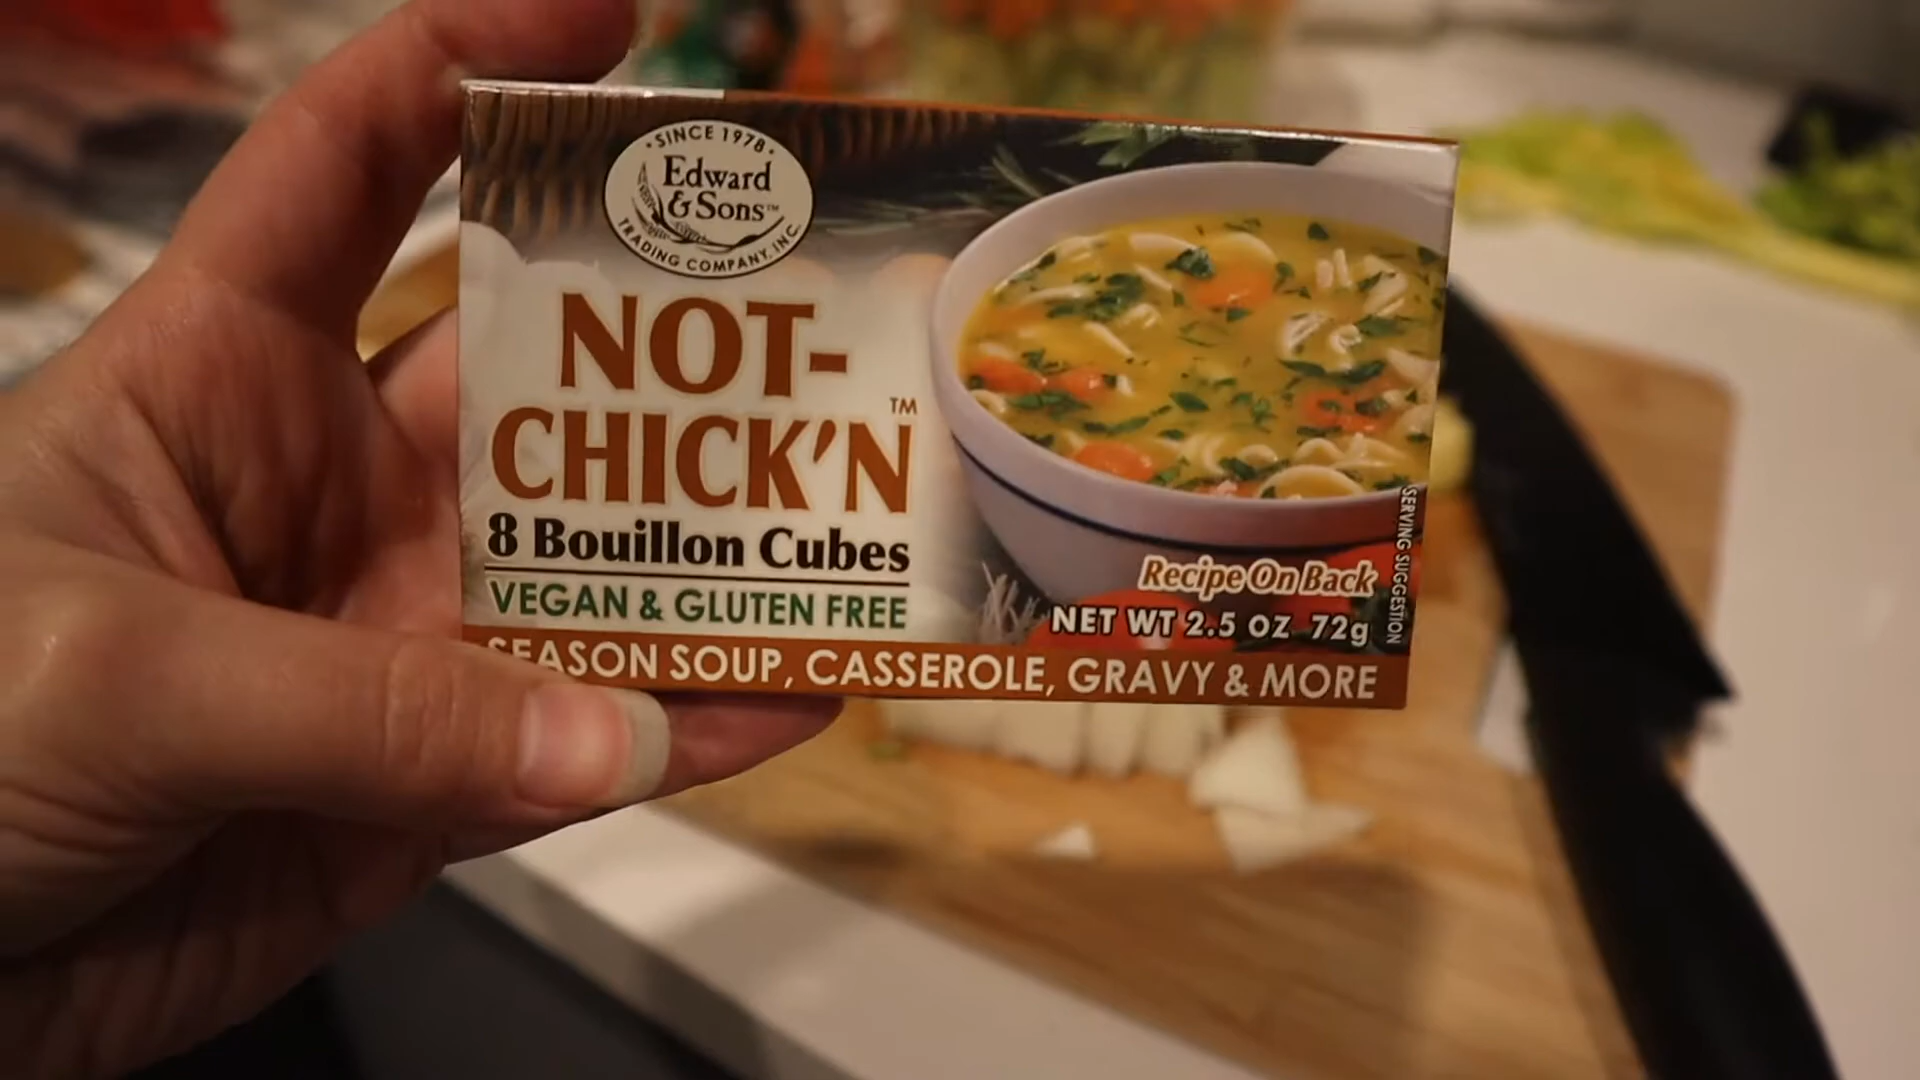 SINCE 1978
Edward
& Sons™
TRADING COMPANY, INC.
NOT-
CHICK'N™
8 Bouillon Cubes
VEGAN & GLUTEN FREE
Recipe On Back
NET WT 2.5 OZ 72g
SERVING SUGGESTION
SEASON SOUP, CASSEROLE, GRAVY & MORE